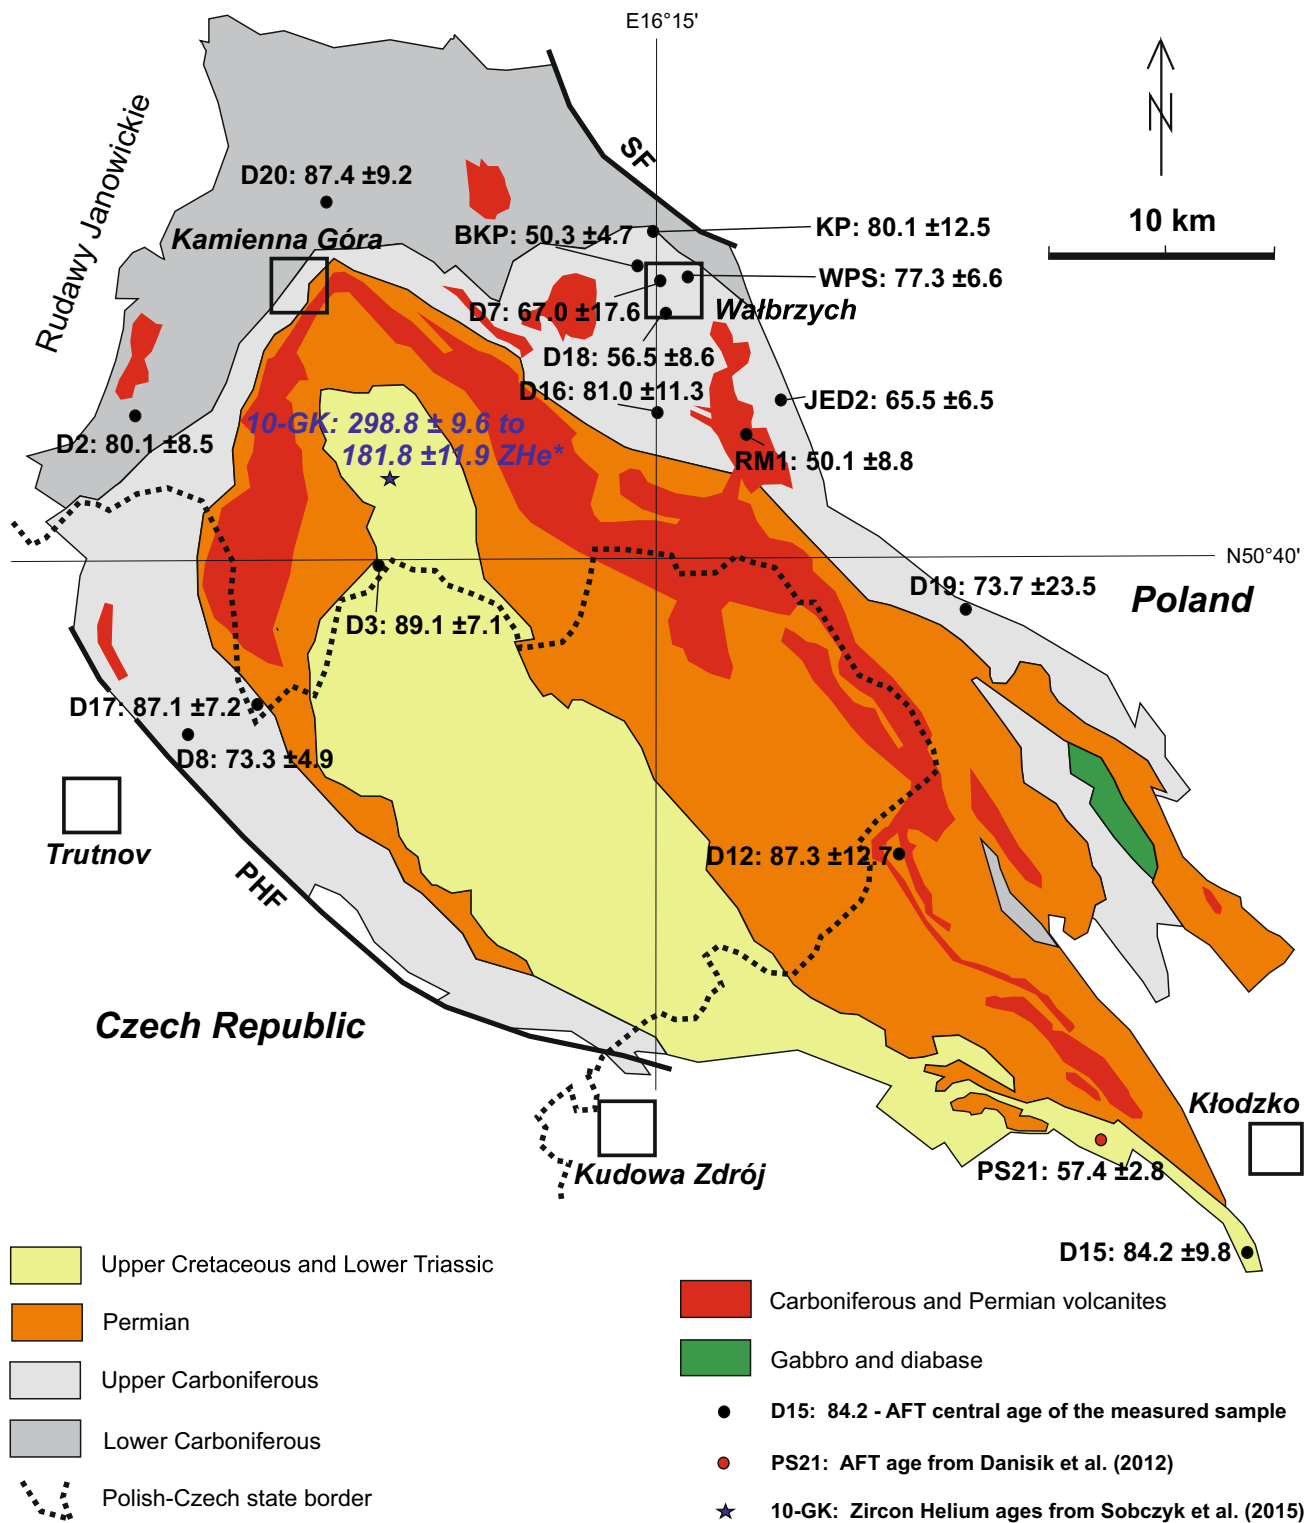 E16°15'
N
10 km
SF
Rudawy Janowickie
D20: 87.4 ±9.2
Kamienna Góra
BKP: 50.3 ±4.7
KP: 80.1 ±12.5
WPS: 77.3 ±6.6
D7: 67.0 ±17.6
Wałbrzych
D18: 56.5 ±8.6
D16: 81.0 ±11.3
JED2: 65.5 ±6.5
10-GK: 298.8 ± 9.6 to
181.8 ±11.9 ZHe*
D2: 80.1 ±8.5
RM1: 50.1 ±8.8
N50°40'
D19: 73.7 ±23.5
Poland
D3: 89.1 ±7.1
D17: 87.1 ±7.2
D8: 73.3 ±4.9
Trutnov
D12: 87.3 ±12.7
PHF
Czech Republic
Kłodzko
Kudowa Zdrój
PS21: 57.4 ±2.8
D15: 84.2 ±9.8
Upper Cretaceous and Lower Triassic
Permian
Upper Carboniferous
Lower Carboniferous
Polish-Czech state border
Carboniferous and Permian volcanites
Gabbro and diabase
D15: 84.2 - AFT central age of the measured sample
PS21: AFT age from Danisik et al. (2012)
10-GK: Zircon Helium ages from Sobczyk et al. (2015)